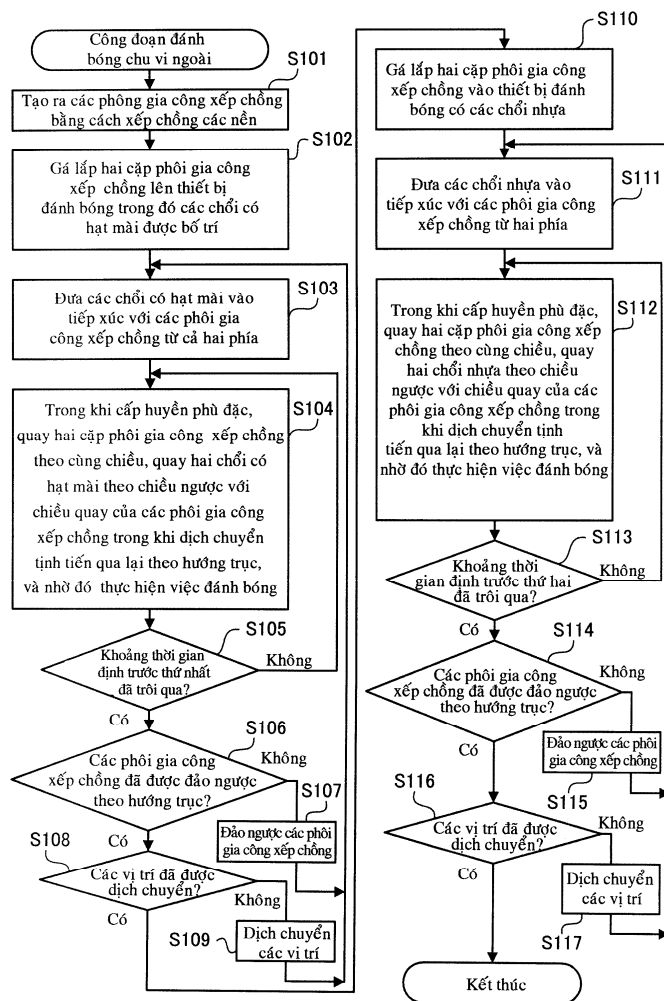 Công đoạn đánh
bóng chu vi ngoài
S101
Tạo ra các phông gia công xếp chồng
bằng cách xếp chồng các nền
S102
Gá lắp hai cặp phôi gia công
xếp chồng lên thiết bị
đánh bóng trong đó các chổi có
hạt mài được bố trí
S103
Đưa các chổi có hạt mài vào
tiếp xúc với các phôi gia
công xếp chồng từ cả hai phía
S104
Trong khi cấp huyền phù đặc,
quay hai cặp phôi gia công xếp chồng
theo cùng chiều, quay hai chổi có
hạt mài theo chiều ngược với
chiều quay của các phôi gia công
xếp chồng trong khi dịch chuyển
tịnh tiến qua lại theo hướng trục,
và nhờ đó thực hiện việc đánh bóng
S105
Khoảng thời gian
định trước thứ nhất
đã trôi qua?
Không
Có
S106
Các phôi gia công
xếp chồng đã được đảo ngược
theo hướng trục?
Không
Có
S107
Đảo ngược các phôi
gia công xếp chồng
S108
Các vị trí đã được
dịch chuyển?
Không
Có
S109
Dịch chuyển
các vị trí
S110
Gá lắp hai cặp phôi gia công
xếp chồng vào thiết bị đánh
bóng có các chổi nhựa
S111
Đưa các chổi nhựa vào
tiếp xúc với các phôi gia công
xếp chồng từ hai phía
S112
Trong khi cấp huyền phù đặc,
quay hai cặp phôi gia công xếp
chồng theo cùng chiều, quay
hai chổi nhựa theo chiều
ngược với chiều quay của các
phôi gia công xếp chồng trong
khi dịch chuyển tịnh
tiến qua lại theo hướng trục, và
nhờ đó thực hiện việc đánh bóng
S113
Khoảng thời
gian định trước thứ hai
đã trôi qua?
Không
Có
S114
Các phôi gia công
xếp chồng đã được đảo ngược
theo hướng trục?
Không
Có
Đảo ngược các phôi
gia công xếp chồng
S115
S116
Các vị trí đã được
dịch chuyển?
Không
Có
Dịch chuyển
các vị trí
S117
Kết thúc